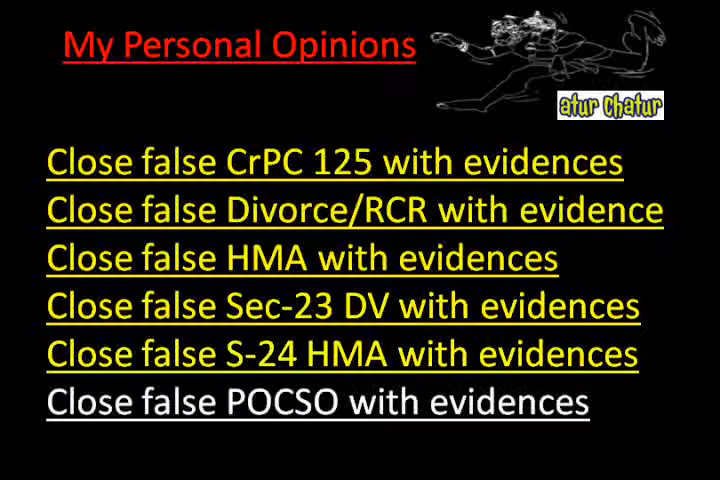 My Personal Opinions
atur Chatur
Close false CrPC 125 with evidences
Close false Divorce/RCR with evidence
Close false HMA with evidences
Close false Sec-23 DV with evidences
Close false S-24 HMA with evidences
Close false POCSO with evidences